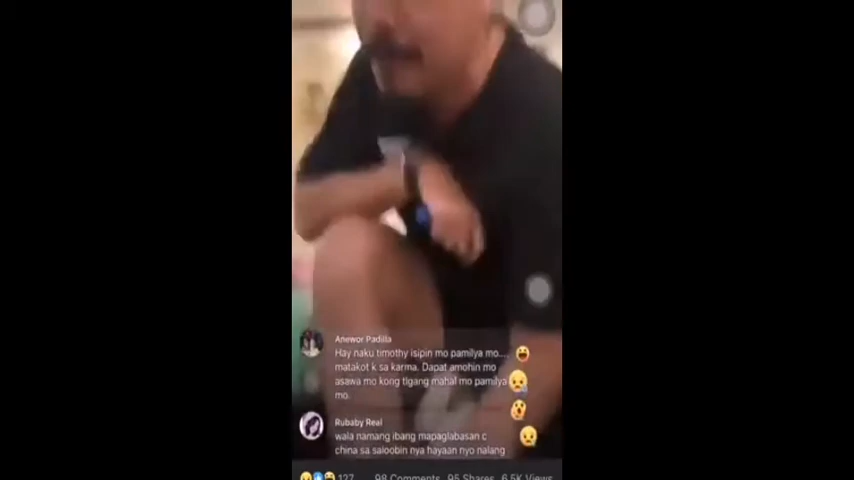 Anewor Padilla
Hay naku timothy isipin mo pamilya mo....
matakot k sa karma. Dapat amohin mo
asawa mo kong tlgang mahal mo pamilya
mo.
Rubaby Real
wala namang ibang mapaglabasan c
china sa saloobin nya hayaan nyo nalang
127 98 Comments 95 Shares 6.5K Views